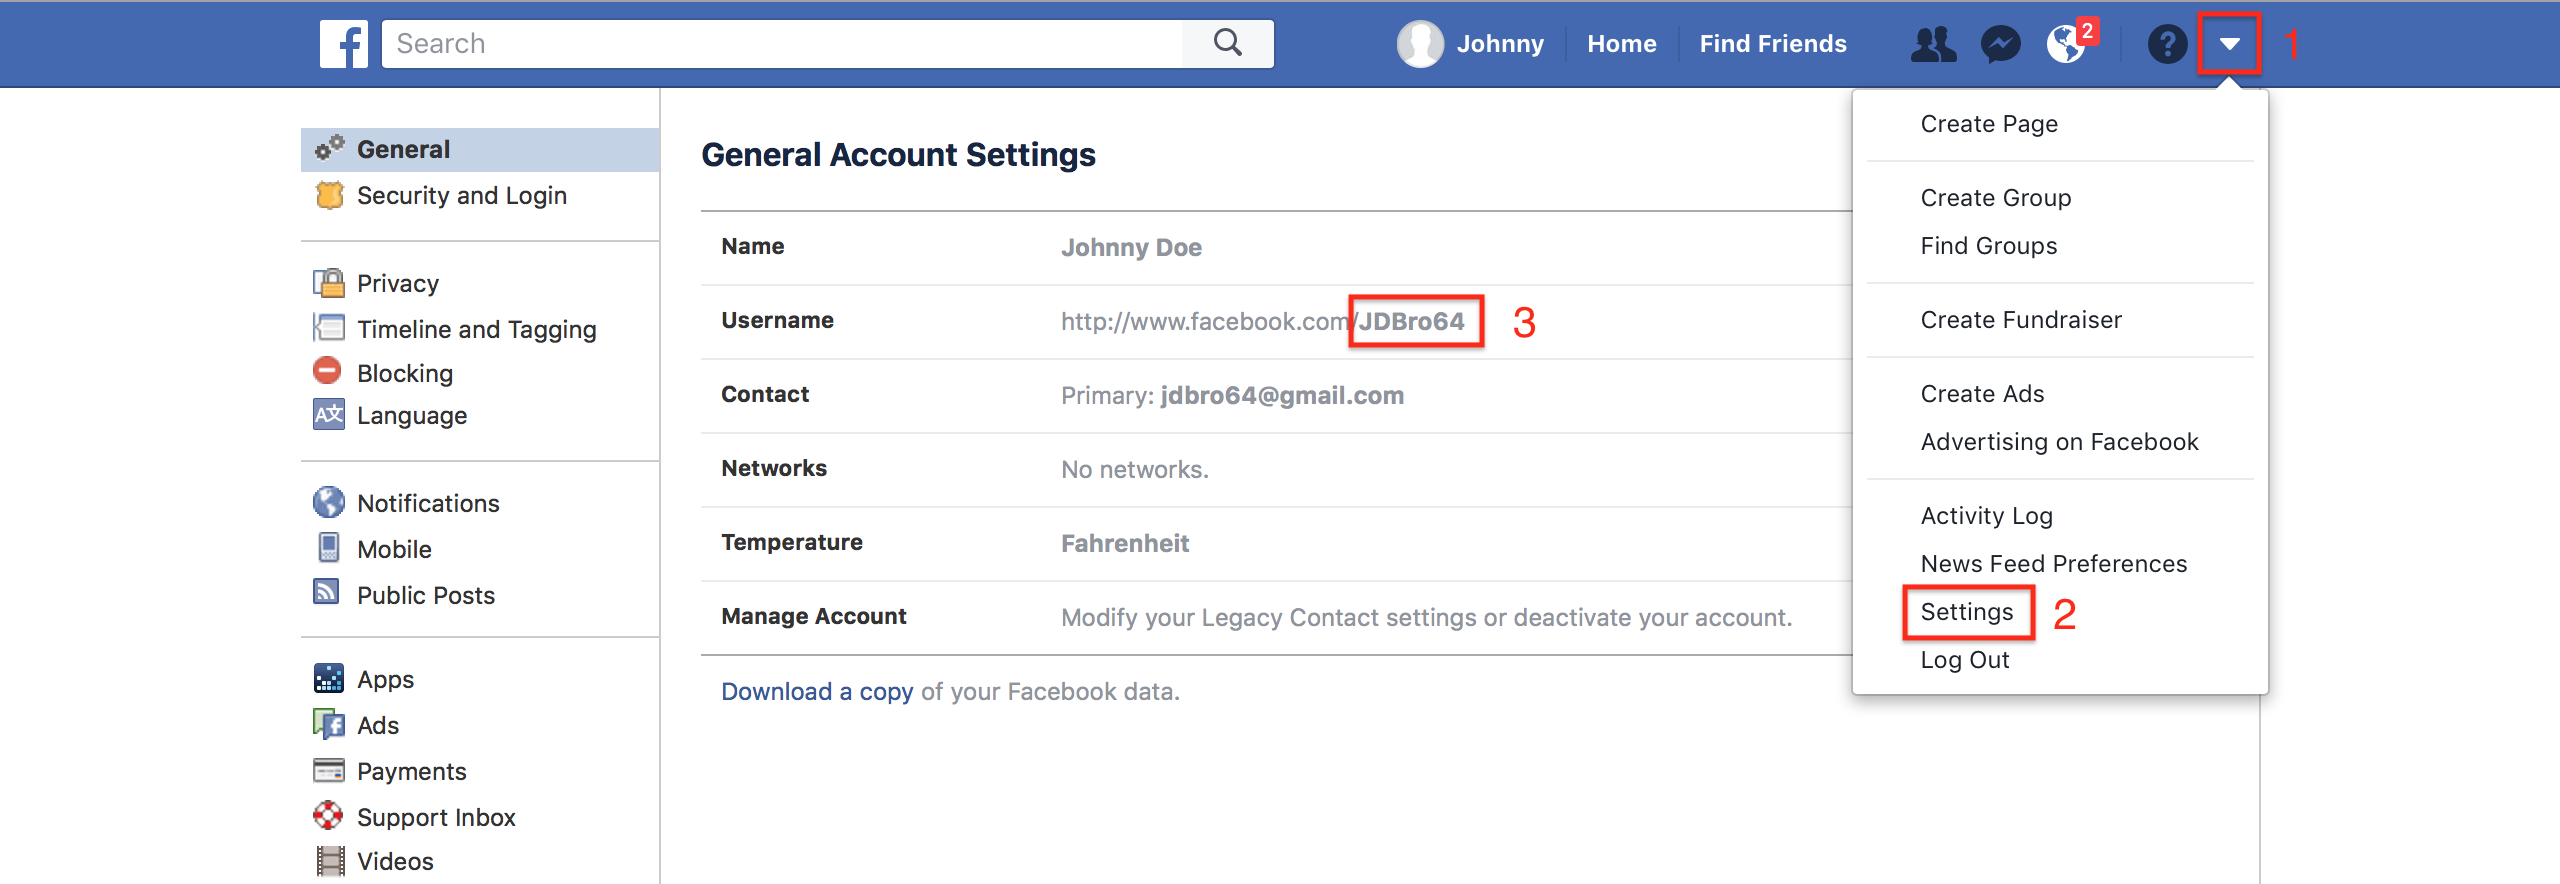 f
Search
Johnny
Home
Find Friends
2
?
1
General
Security and Login
Privacy
Timeline and Tagging
Blocking
A文
Language
Notifications
Mobile
Public Posts
Apps
f
Ads
Payments
Support Inbox
Videos
General Account Settings
Name
Johnny Doe
Username
http://www.facebook.com/JDBro64
3
Contact
Primary: jdbro64@gmail.com
Networks
No networks.
Temperature
Fahrenheit
Manage Account
Modify your Legacy Contact settings or deactivate your account.
Download a copy of your Facebook data.
Create Page
Create Group
Find Groups
Create Fundraiser
Create Ads
Advertising on Facebook
Activity Log
News Feed Preferences
Settings
2
Log Out